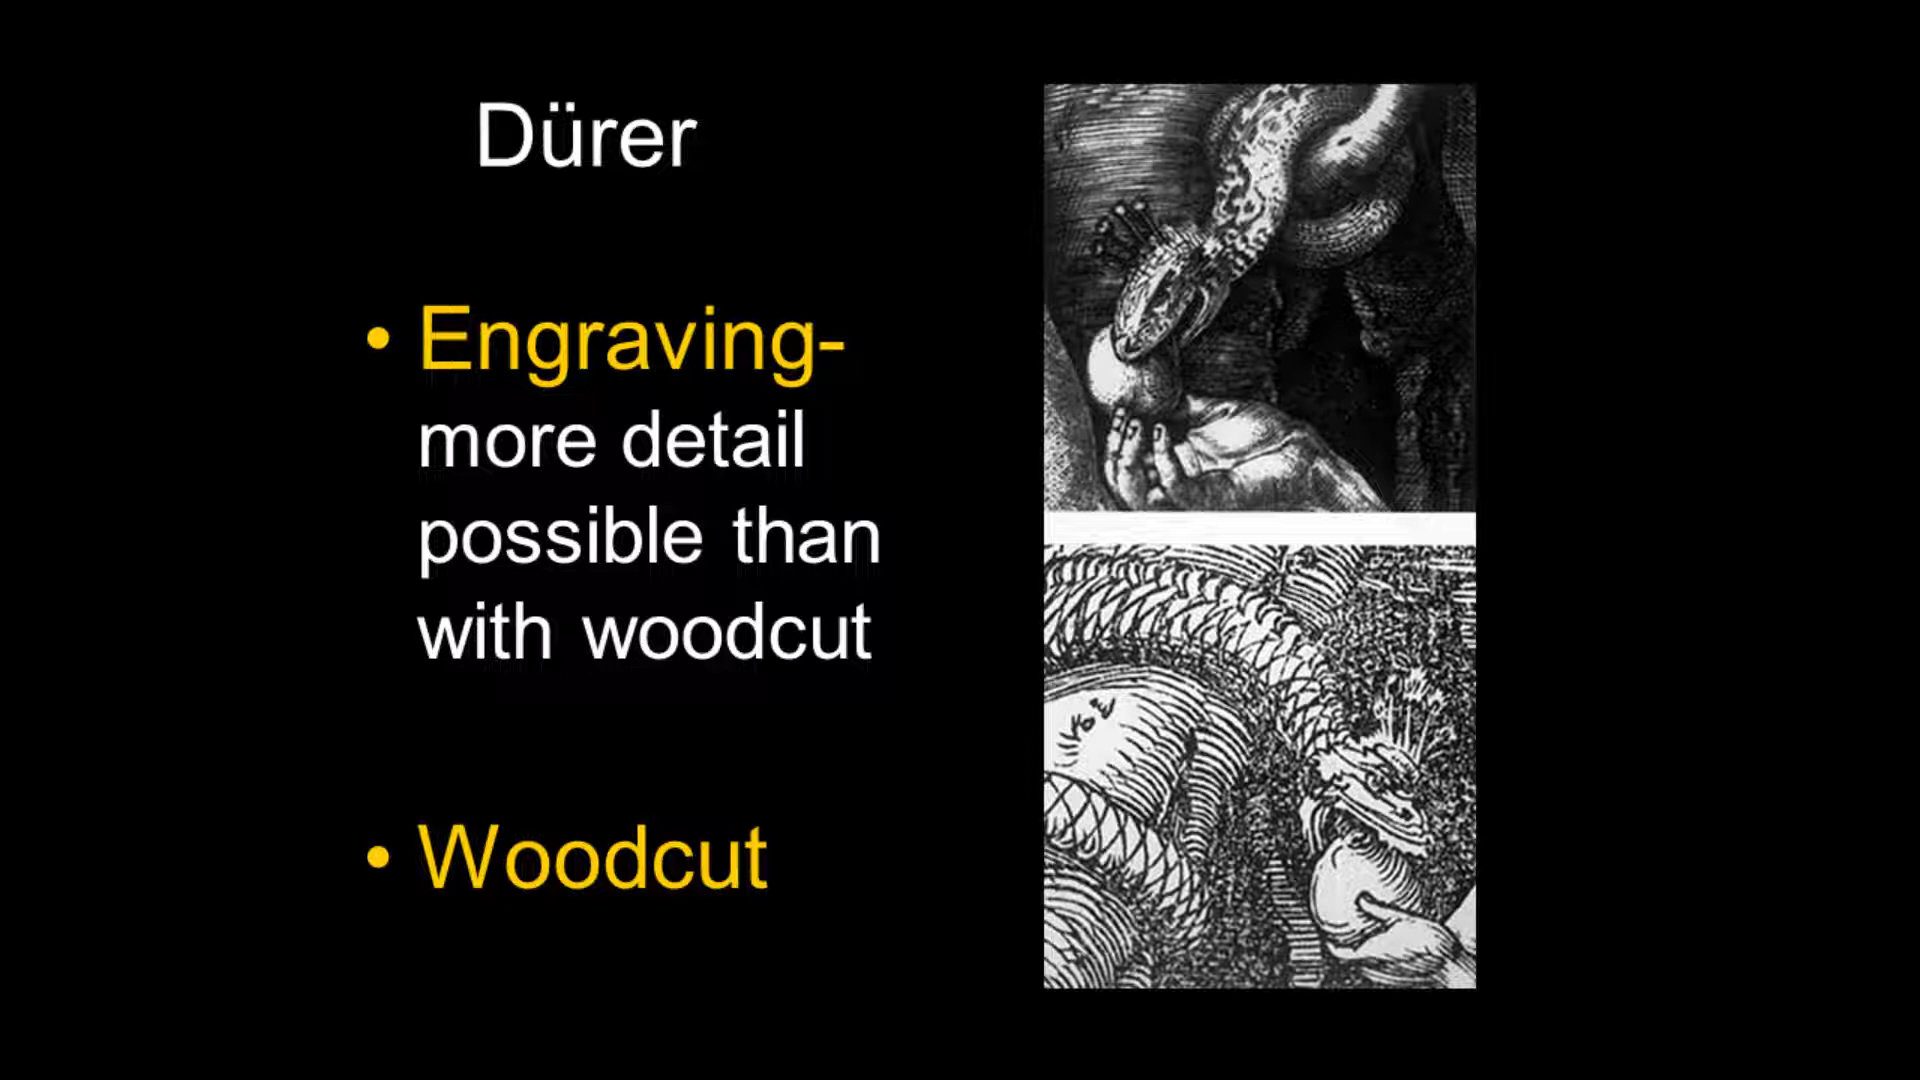 Dürer
• Engraving-
more detail
possible than
with woodcut
• Woodcut